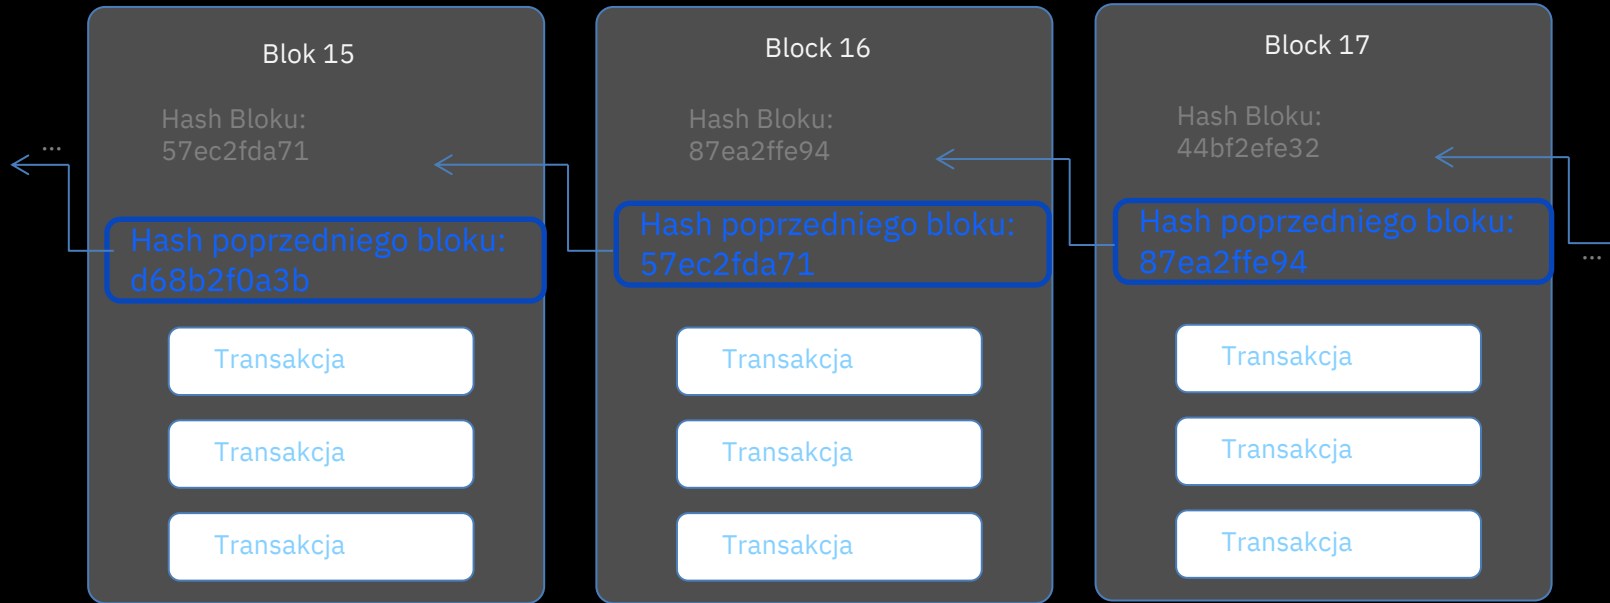 Blok 15
Hash Bloku:
57ec2fda71
...
Hash poprzedniego bloku:
d68b2f0a3b
Transakcja
Transakcja
Transakcja
Block 16
Hash Bloku:
87ea2ffe94
Hash poprzedniego bloku:
57ec2fda71
Transakcja
Transakcja
Transakcja
Block 17
Hash Bloku:
44bf2efe32
Hash poprzedniego bloku:
87ea2ffe94
...
Transakcja
Transakcja
Transakcja